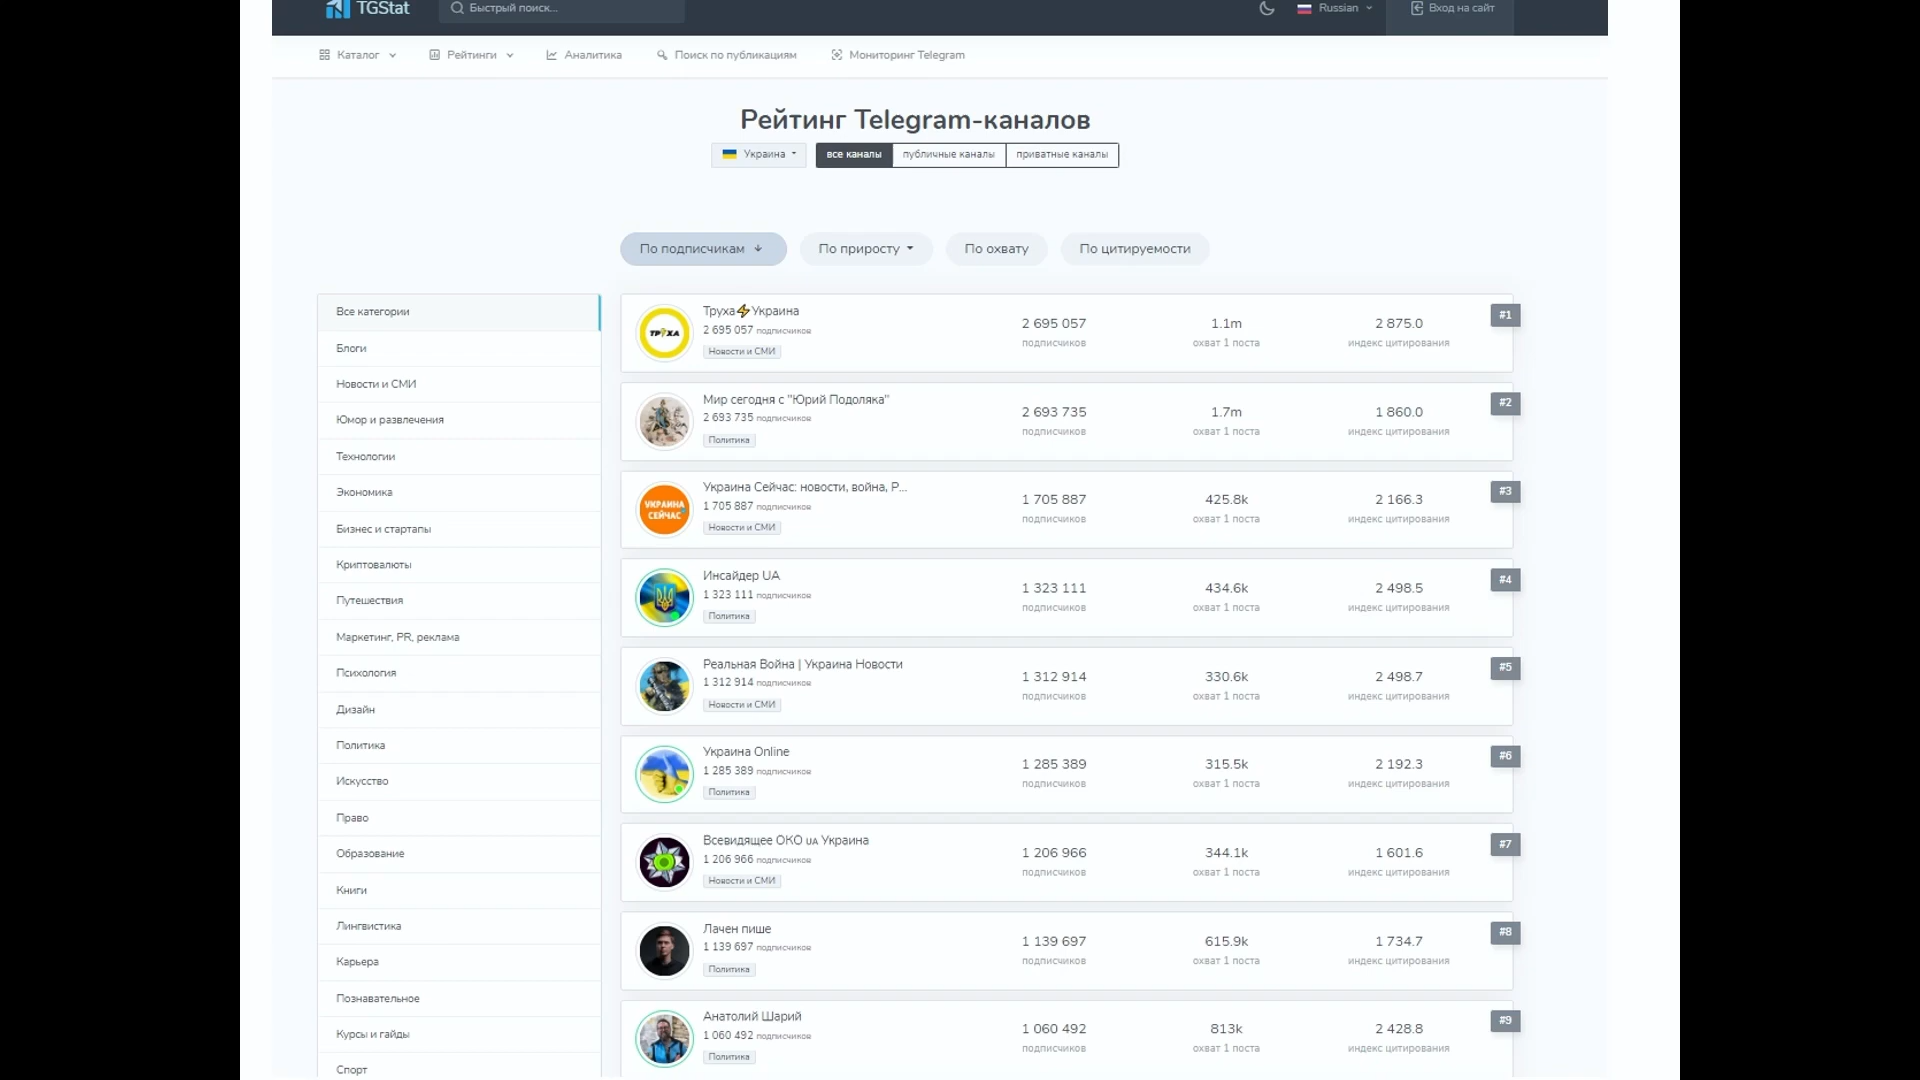 TGStat
Быстрый поиск...
Russian
Вход на сайт
Каталог
Рейтинги
Аналитика
Поиск по публикациям
Мониторинг Telegram
Рейтинг Telegram-каналов
Украина
все каналы
публичные каналы
приватные каналы
По подписчикам
По приросту
По охвату
По цитируемости
Все категории
Блоги
Новости и СМИ
Юмор и развлечения
Технологии
Экономика
Бизнес и стартапы
Криптовалюты
Путешествия
Маркетинг, PR, реклама
Психология
Дизайн
Политика
Искусство
Право
Образование
Книги
Лингвистика
Карьера
Познавательное
Курсы и гайды
Спорт
ТРУХА
Труха⚡Украина
2 695 057 подписчиков
Новости и СМИ
2 695 057
подписчиков
1.1m
охват 1 поста
2 875.0
индекс цитирования
#1
Мир сегодня с "Юрий Подоляка"
2 693 735 подписчиков
Политика
2 693 735
подписчиков
1.7m
охват 1 поста
1 860.0
индекс цитирования
#2
УКРАИНА
СЕЙЧАС
Украина Сейчас: новости, война, Р...
1 705 887 подписчиков
Новости и СМИ
1 705 887
подписчиков
425.8k
охват 1 поста
2 166.3
индекс цитирования
#3
Инсайдер UA
1 323 111 подписчиков
Политика
1 323 111
подписчиков
434.6k
охват 1 поста
2 498.5
индекс цитирования
#4
Реальная Война | Украина Новости
1 312 914 подписчиков
Новости и СМИ
1 312 914
подписчиков
330.6k
охват 1 поста
2 498.7
индекс цитирования
#5
Украина Online
1 285 389 подписчиков
Политика
1 285 389
подписчиков
315.5k
охват 1 поста
2 192.3
индекс цитирования
#6
Всевидящее ОКО UA Украина
1 206 966 подписчиков
Новости и СМИ
1 206 966
подписчиков
344.1k
охват 1 поста
1 601.6
индекс цитирования
#7
Лачен пише
1 139 697 подписчиков
Политика
1 139 697
подписчиков
615.9k
охват 1 поста
1 734.7
индекс цитирования
#8
Анатолий Шарий
1 060 492 подписчиков
Политика
1 060 492
подписчиков
813k
охват 1 поста
2 428.8
индекс цитирования
#9